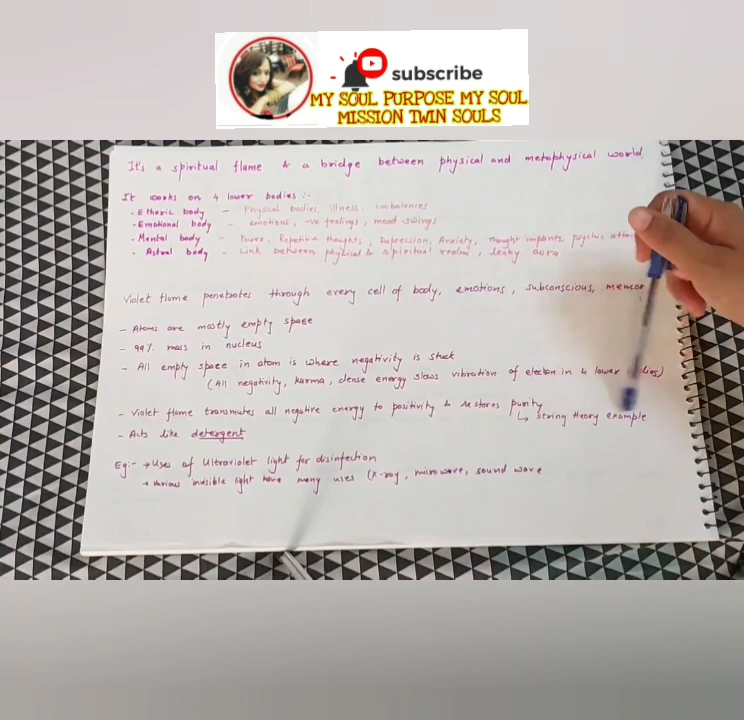 subscribe
MY SOUL PURPOSE MY SOUL
MISSION TWIN SOULS
It's a spiritual flame & a bridge between physical and metaphysical world
It works on 4 lower bodies :-
- Etheric body - Physical bodies, illness, imbalances
- Emotional body - emotions, -ve feelings, mood swings
- Mental body - Power, Repetitive thoughts, Depression, Anxiety, Thought implants, psychic
- Astral body - Link between physical & spiritual realm, leaky aura
Violet flame penetrates through every cell of body, emotions, subconscious,
- Atoms are mostly empty space
- 99% mass in nucleus
- All empty space in atom is where negativity is stuck
(All negitivity, karma, dense energy slows vibration of electon in 4 lower
- Violet flame transmutes all negative energy to positivity & restores purity
↳ string theory example
- Acts like detergent
Eg:- → Uses of Ultraviolet light for disinfection
→ various invisible light have many uses (X-ray, microwave, sound wave